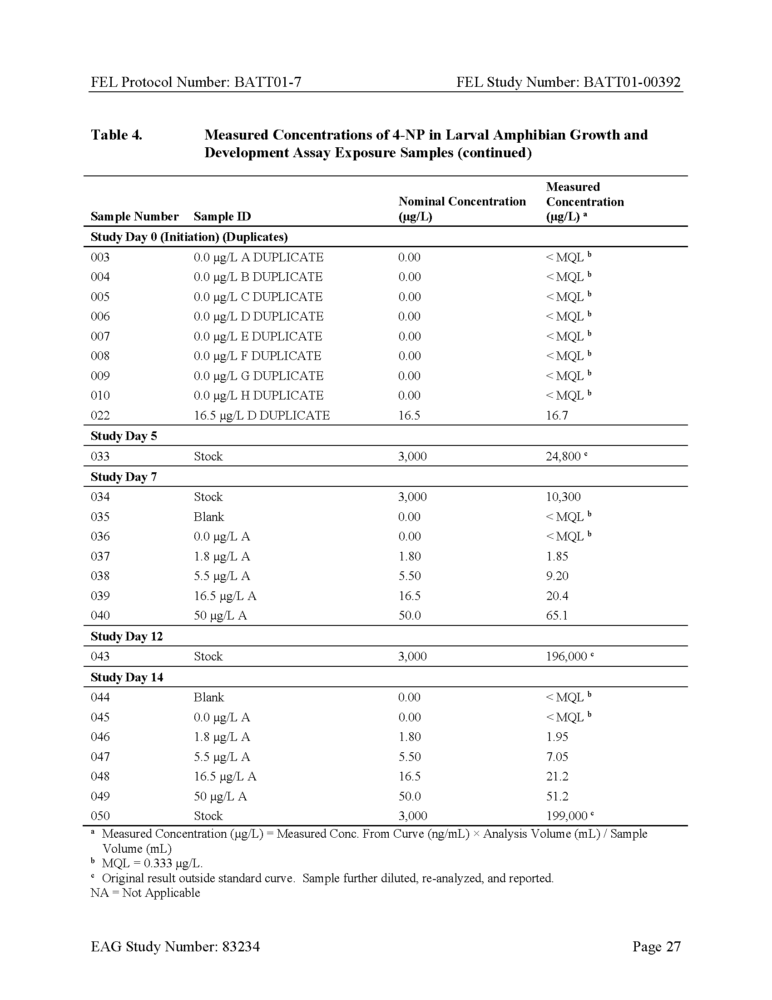 FEL Protocol Number: BATT01-7 FEL Study Number: BATT01-00392
Table 4. Measured Concentrations of 4-NP in Larval Amphibian Growth and
Development Assay Exposure Samples (continued)
Measured
Nominal Concentration Concentration
Sample Number Sample ID (µg/L) (µg/L) a
Study Day 0 (Initiation) (Duplicates)
003 0.0 µg/L A DUPLICATE 0.00 < MQL b
004 0.0 µg/L B DUPLICATE 0.00 < MQL b
005 0.0 µg/L C DUPLICATE 0.00 < MQL b
006 0.0 µg/L D DUPLICATE 0.00 < MQL b
007 0.0 µg/L E DUPLICATE 0.00 < MQL b
008 0.0 µg/L F DUPLICATE 0.00 < MQL b
009 0.0 µg/L G DUPLICATE 0.00 < MQL b
010 0.0 µg/L H DUPLICATE 0.00 < MQL b
022 16.5 µg/L D DUPLICATE 16.5 16.7
Study Day 5
033 Stock 3,000 24,800 c
Study Day 7
034 Stock 3,000 10,300
035 Blank 0.00 < MQL b
036 0.0 µg/L A 0.00 < MQL b
037 1.8 µg/L A 1.80 1.85
038 5.5 µg/L A 5.50 9.20
039 16.5 µg/L A 16.5 20.4
040 50 µg/L A 50.0 65.1
Study Day 12
043 Stock 3,000 196,000 c
Study Day 14
044 Blank 0.00 < MQL b
045 0.0 µg/L A 0.00 < MQL b
046 1.8 µg/L A 1.80 1.95
047 5.5 µg/L A 5.50 7.05
048 16.5 µg/L A 16.5 21.2
049 50 µg/L A 50.0 51.2
050 Stock 3,000 199,000 c
a Measured Concentration (µg/L) = Measured Conc. From Curve (ng/mL) × Analysis Volume (mL) / Sample
Volume (mL)
b MQL = 0.333 µg/L.
c Original result outside standard curve. Sample further diluted, re-analyzed, and reported.
NA = Not Applicable
EAG Study Number: 83234 Page 27